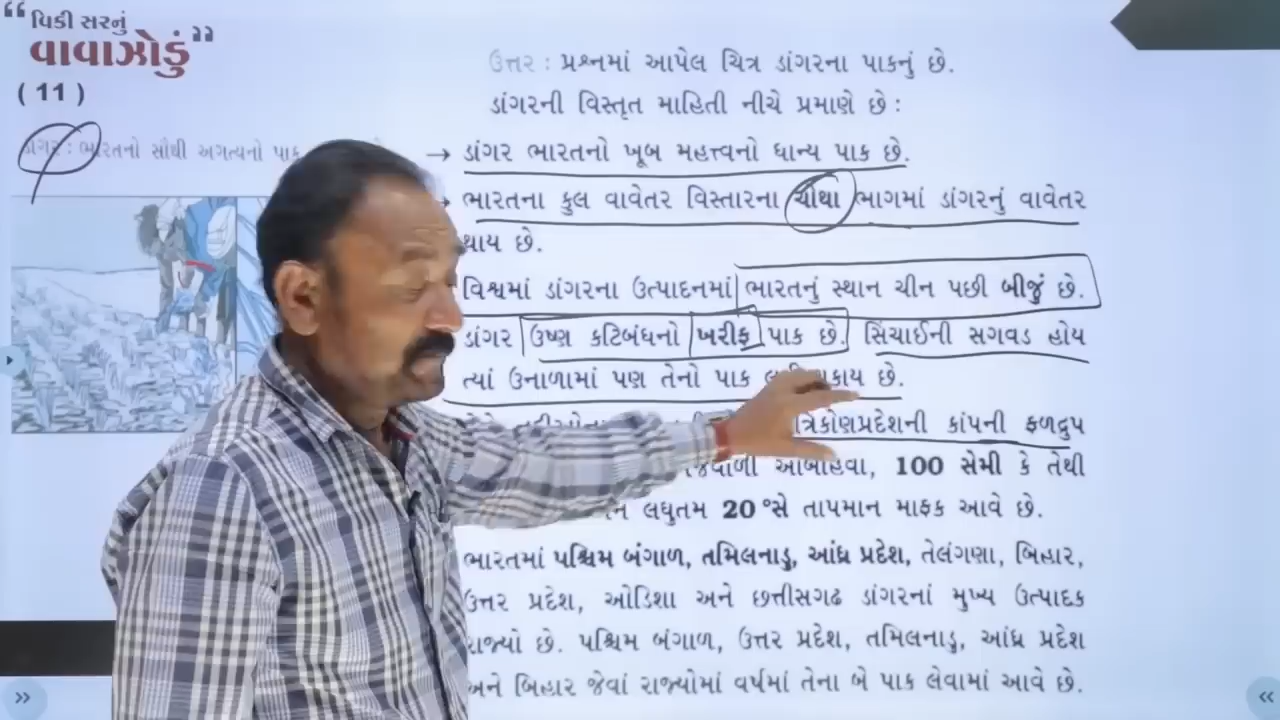 “ વિકી સરનું
વાવાઝોડું ”
( 11 )
ડાંગર : ભારતનો સૌથી અગત્યનો પાક
ઉત્તર : પ્રશ્નમાં આપેલ ચિત્ર ડાંગરના પાકનું છે.
ડાંગરની વિસ્તૃત માહિતી નીચે પ્રમાણે છે :
→ ડાંગર ભારતનો ખૂબ મહત્ત્વનો ધાન્ય પાક છે.
ભારતના કુલ વાવેતર વિસ્તારના ચોથા ભાગમાં ડાંગરનું વાવેતર
થાય છે.
વિશ્વમાં ડાંગરના ઉત્પાદનમાં ભારતનું સ્થાન ચીન પછી બીજું છે.
ડાંગર ઉષ્ણ કટિબંધનો ખરીફ પાક છે. સિંચાઈની સગવડ હોય
ત્યાં ઉનાળામાં પણ તેનો પાક છે.
કાંપની ફળદ્રુપ
આબોહવા, 100 સેમી કે તેથી
લઘુતમ 20 °સે તાપમાન માફક આવે છે.
ભારતમાં પશ્ચિમ બંગાળ, તમિલનાડુ, આંધ્ર પ્રદેશ, તેલંગણા, બિહાર,
ઉત્તર પ્રદેશ, ઓડિશા અને છત્તીસગઢ ડાંગરનાં મુખ્ય ઉત્પાદક
રાજ્યો છે. પશ્ચિમ બંગાળ, ઉત્તર પ્રદેશ, તમિલનાડુ, આંધ્ર પ્રદેશ
અને બિહાર જેવાં રાજ્યોમાં વર્ષમાં તેના બે પાક લેવામાં આવે છે.